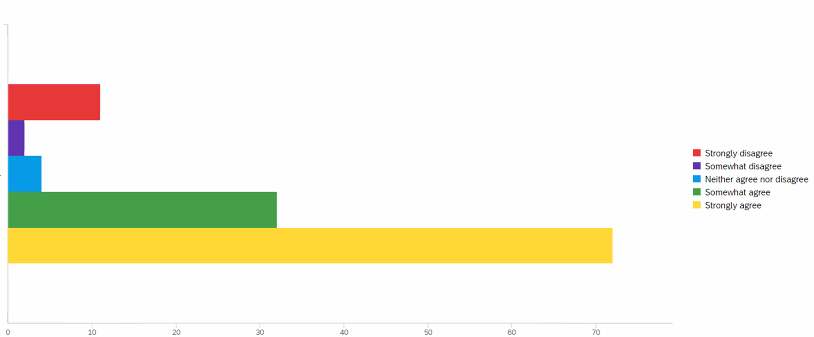 Strongly disagree
Somewhat disagree
Neither agree nor disagree
Somewhat agree
Strongly agree
0 10 20 30 40 50 60 70